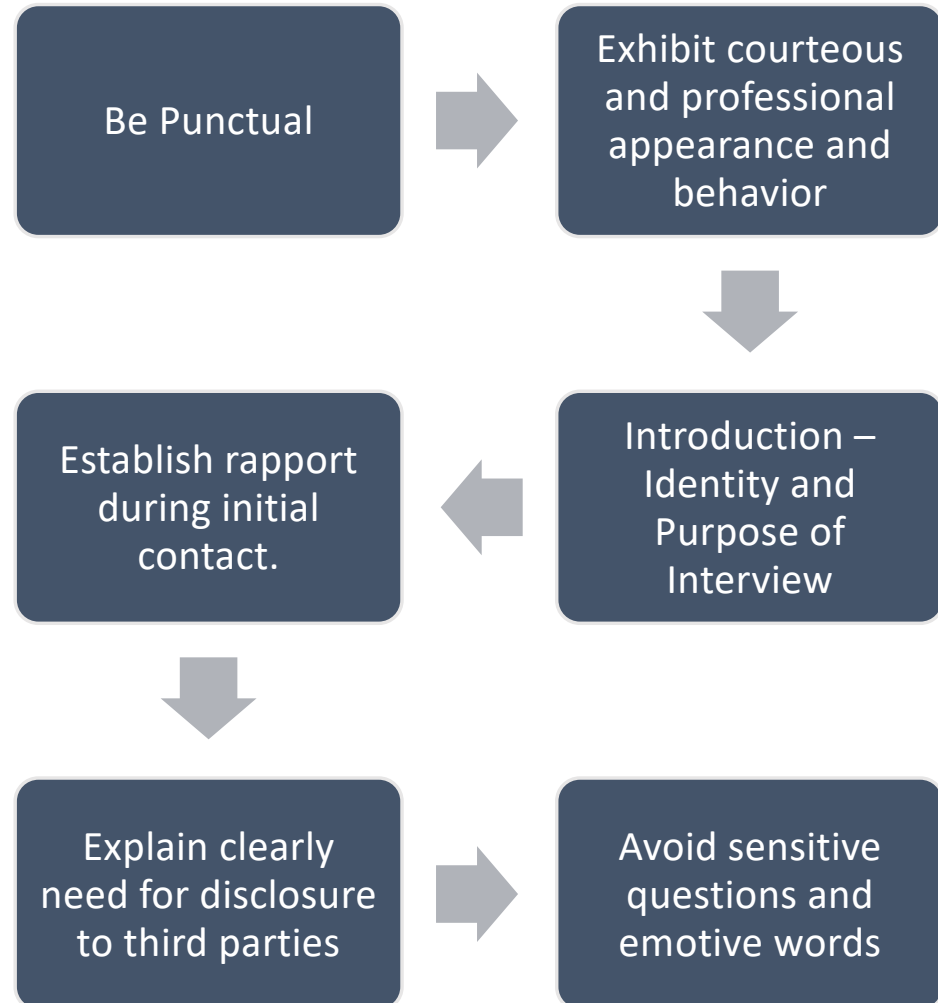 Be Punctual
Exhibit courteous
and professional
appearance and
behavior
Introduction –
Identity and
Purpose of
Interview
Establish rapport
during initial
contact.
Explain clearly
need for disclosure
to third parties
Avoid sensitive
questions and
emotive words